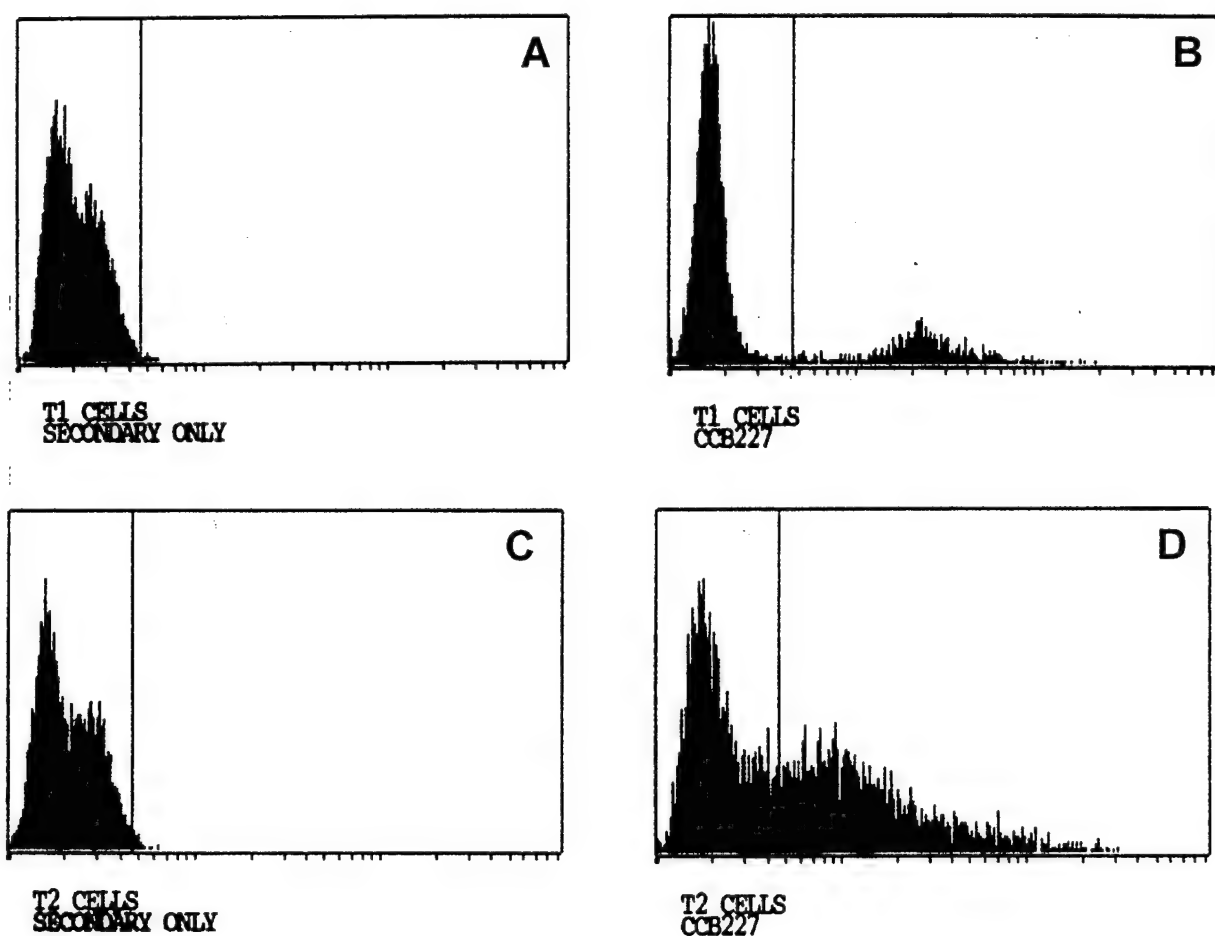 A
B
T1 CELLS
SECONDARY ONLY
T1 CELLS
CCB227
C
D
T2 CELLS
SECONDARY ONLY
T2 CELLS
CCB227